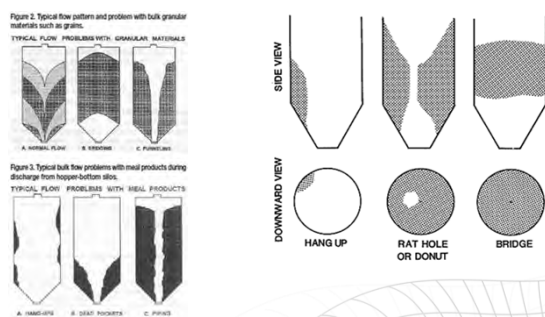 Figure 2. Typical flow pattern and problem with bulk granular
materials such as grains.
TYPICAL FLOW PROBLEMS WITH GRANULAR MATERIALS
A. NORMAL FLOW
B. BRIDGING
C. FUNNELING
Figure 3. Typical bulk flow problems with meal products during
discharge from hopper-bottom silos.
TYPICAL FLOW PROBLEMS WITH MEAL PRODUCTS
A. HANG-UPS
B. DEAD POCKETS
C. PIPING
SIDE VIEW
DOWNWARD VIEW
HANG UP
RAT HOLE
OR DONUT
BRIDGE